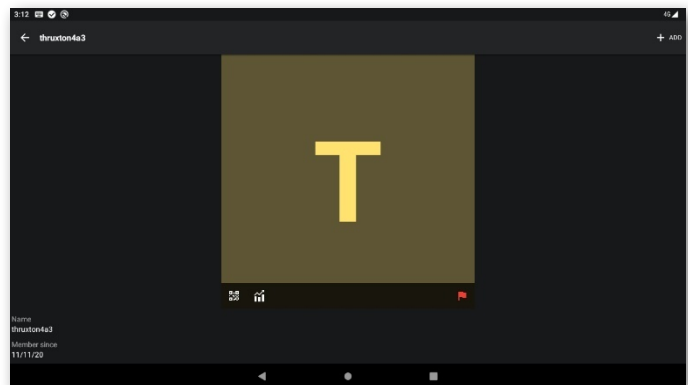 3:12
4G
thruxton4a3
+ ADD
T
Name
thruxton4a3
Member since
11/11/20